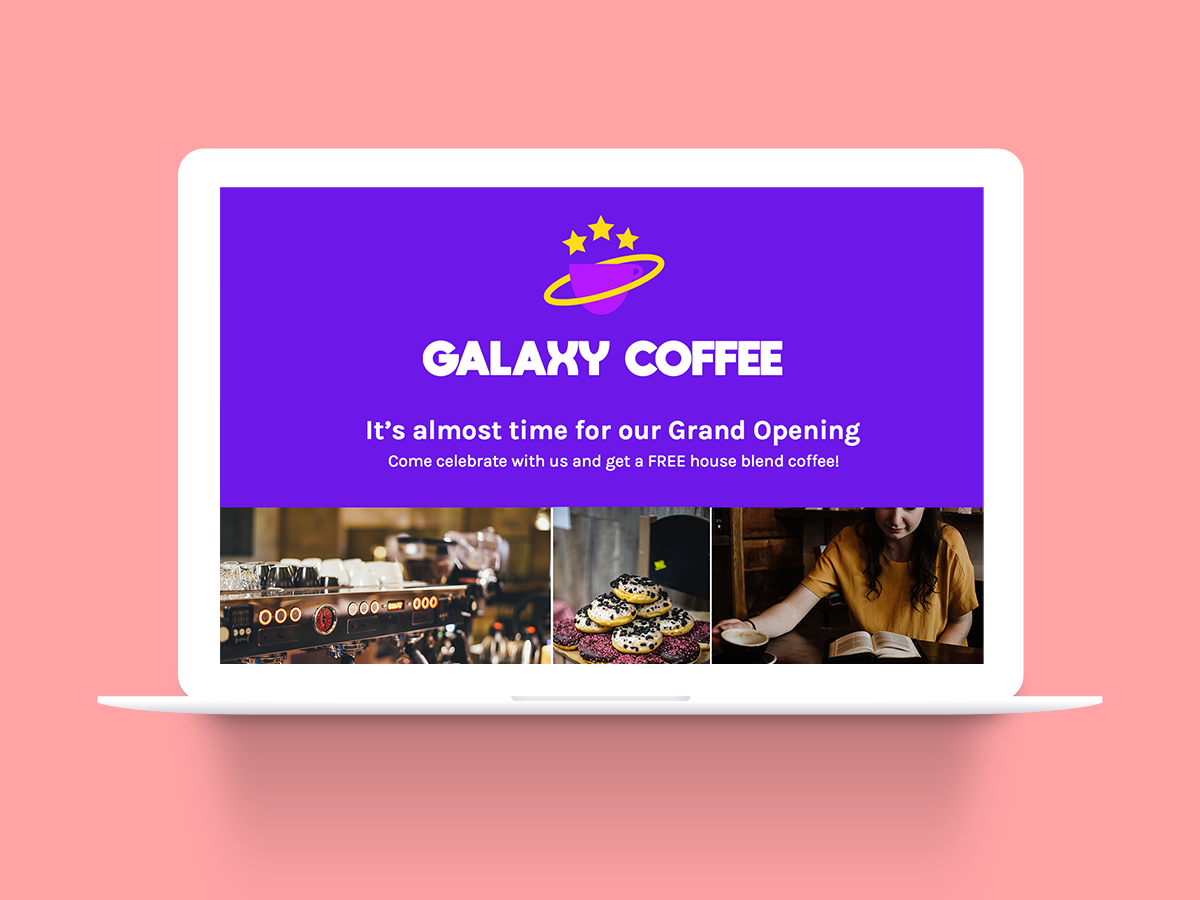 GALAXY COFFEE
It's almost time for our Grand Opening
Come celebrate with us and get a FREE house blend coffee!